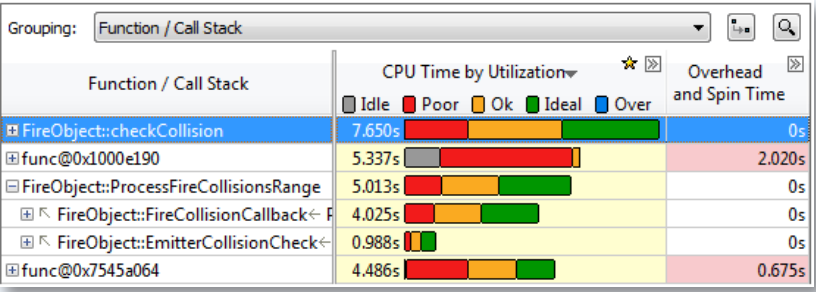 Grouping: Function / Call Stack
Function / Call Stack
CPU Time by Utilization
Idle Poor Ok Ideal Over
Overhead
and Spin Time
FireObject::checkCollision 7.650s 0s
func@0x1000e190 5.337s 2.020s
FireObject::ProcessFireCollisionsRange 5.013s 0s
FireObject::FireCollisionCallback← F 4.025s 0s
FireObject::EmitterCollisionCheck← 0.988s 0s
func@0x7545a064 4.486s 0.675s